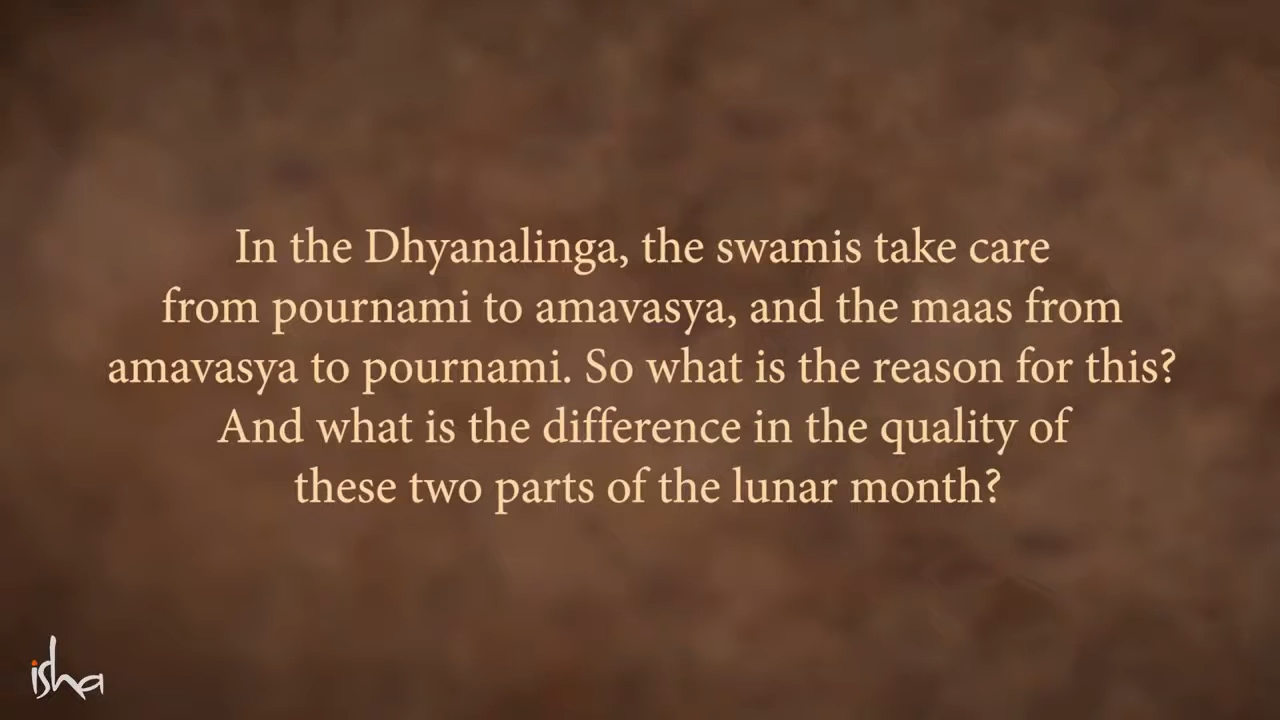 In the Dhyanalinga, the swamis take care
from pournami to amavasya, and the maas from
amavasya to pournami. So what is the reason for this?
And what is the difference in the quality of
these two parts of the lunar month?
isha